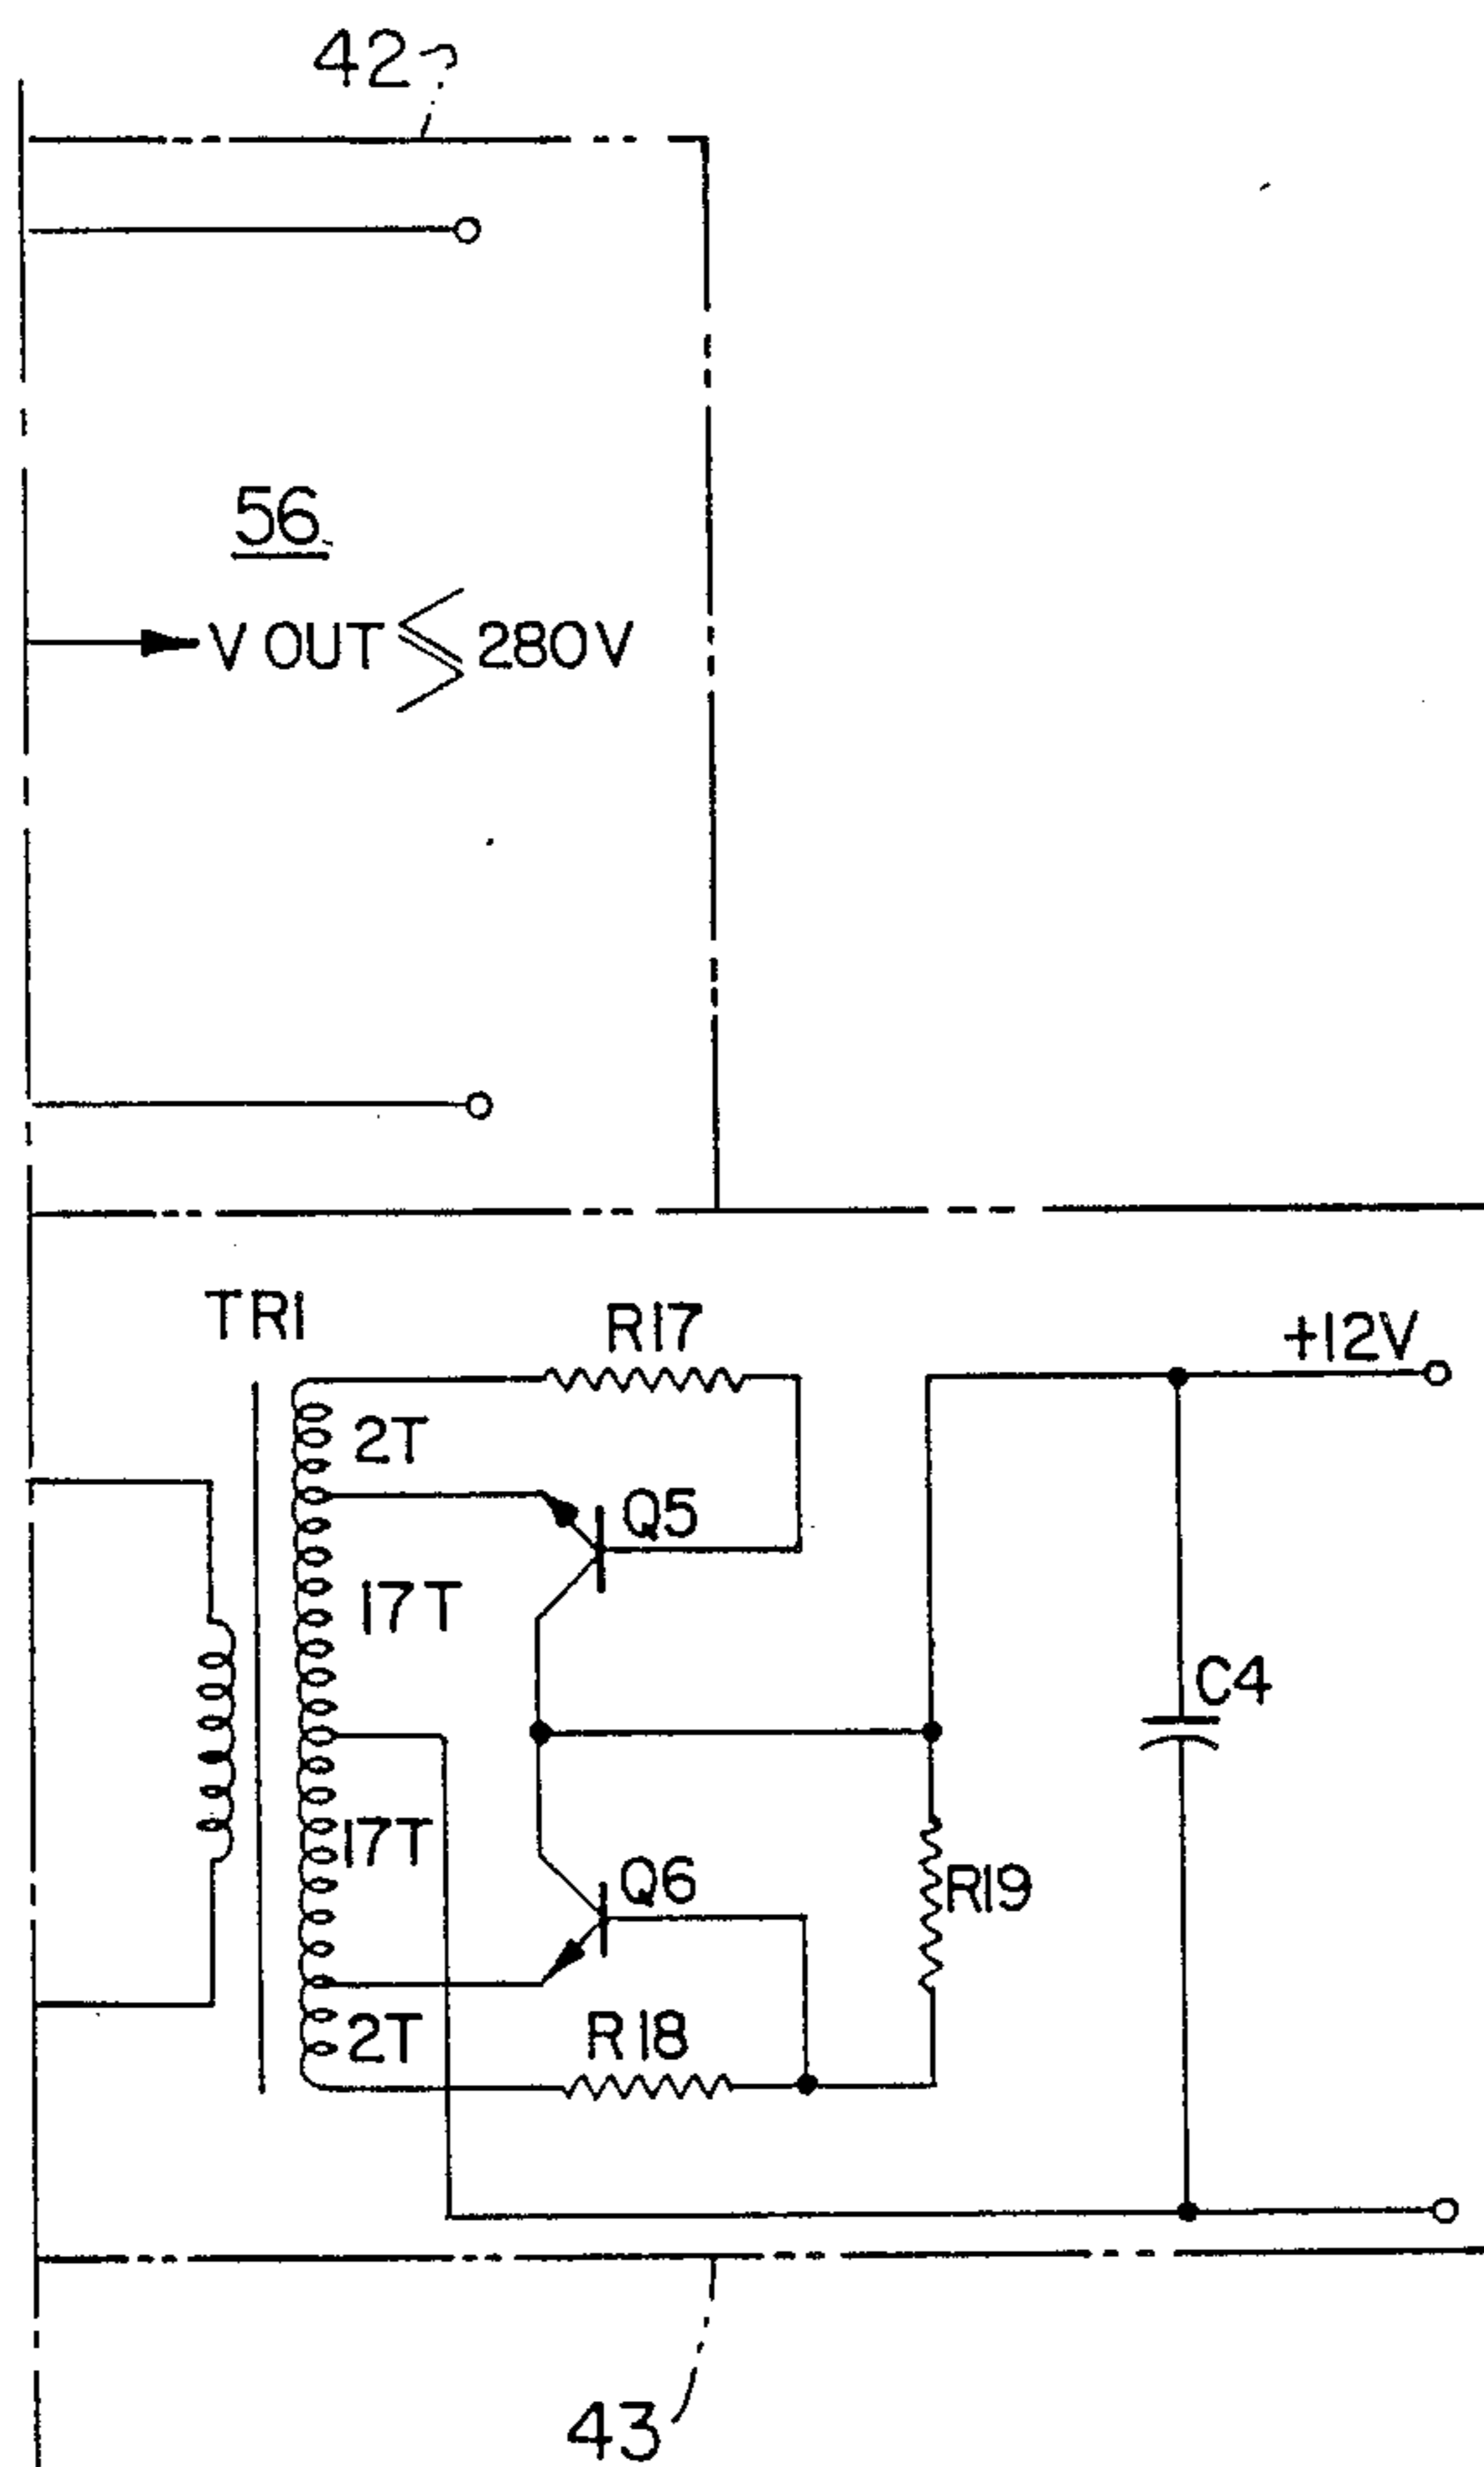 42
56
V OUT ≶ 280V
TR1
R17
+12V
2T
Q5
17T
C4
17T
Q6
R19
2T
R18
43